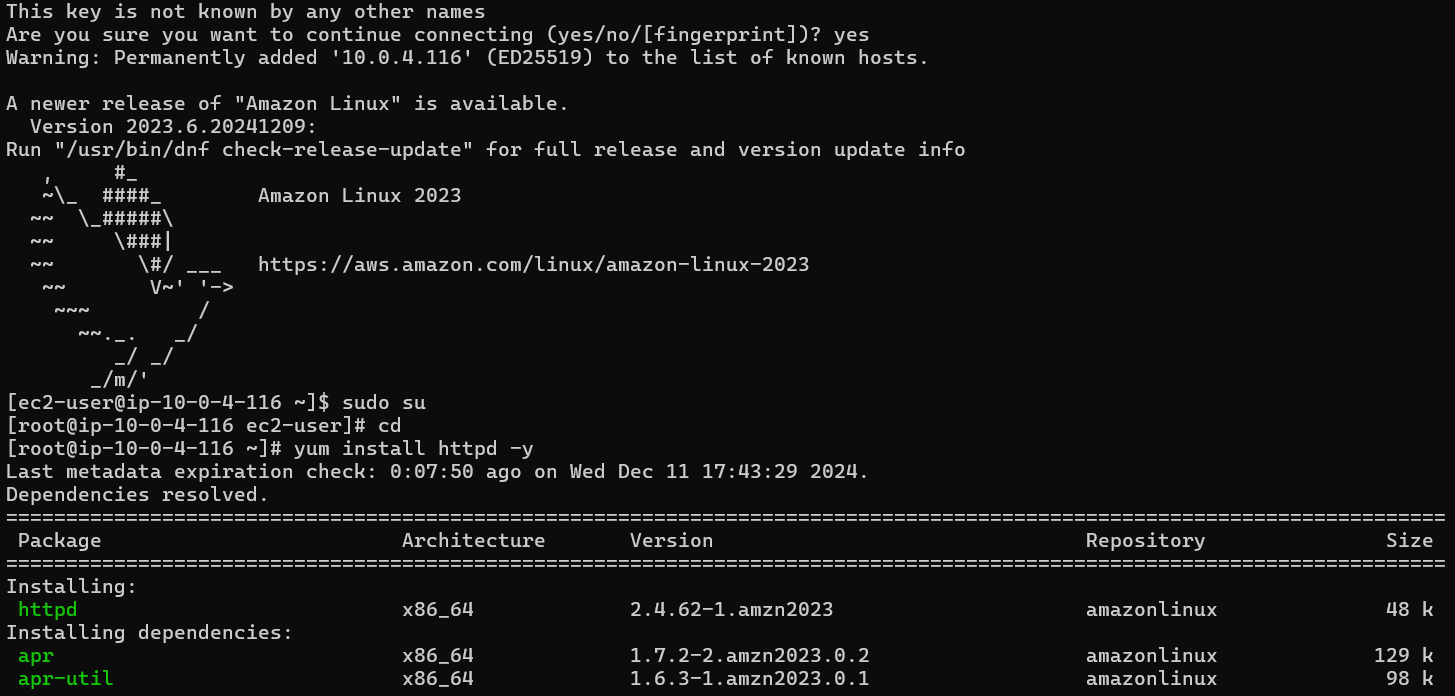 This key is not known by any other names
Are you sure you want to continue connecting (yes/no/[fingerprint])? yes
Warning: Permanently added '10.0.4.116' (ED25519) to the list of known hosts.

A newer release of "Amazon Linux" is available.
  Version 2023.6.20241209:
Run "/usr/bin/dnf check-release-update" for full release and version update info
   ,     #_
   ~\_  ####_        Amazon Linux 2023
  ~~  \_#####\
  ~~     \###|
  ~~       \#/ ___   https://aws.amazon.com/linux/amazon-linux-2023
   ~~       V~' '->
    ~~~         /
      ~~._.   _/
         _/ _/
       _/m/'
[ec2-user@ip-10-0-4-116 ~]$ sudo su
[root@ip-10-0-4-116 ec2-user]# cd
[root@ip-10-0-4-116 ~]# yum install httpd -y
Last metadata expiration check: 0:07:50 ago on Wed Dec 11 17:43:29 2024.
Dependencies resolved.
========================================================================================================================
 Package                         Architecture       Version                               Repository               Size
========================================================================================================================
Installing:
 httpd                           x86_64             2.4.62-1.amzn2023                     amazonlinux              48 k
Installing dependencies:
 apr                             x86_64             1.7.2-2.amzn2023.0.2                  amazonlinux             129 k
 apr-util                        x86_64             1.6.3-1.amzn2023.0.1                  amazonlinux              98 k